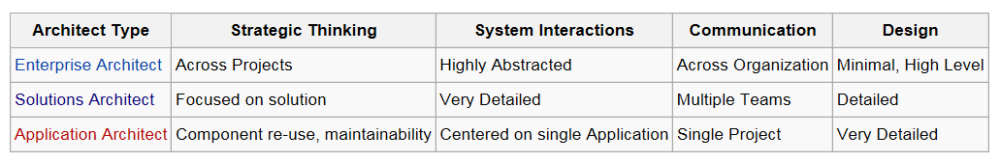 Architect Type Strategic Thinking System Interactions Communication Design
Enterprise Architect Across Projects Highly Abstracted Across Organization Minimal, High Level
Solutions Architect Focused on solution Very Detailed Multiple Teams Detailed
Application Architect Component re-use, maintainability Centered on single Application Single Project Very Detailed